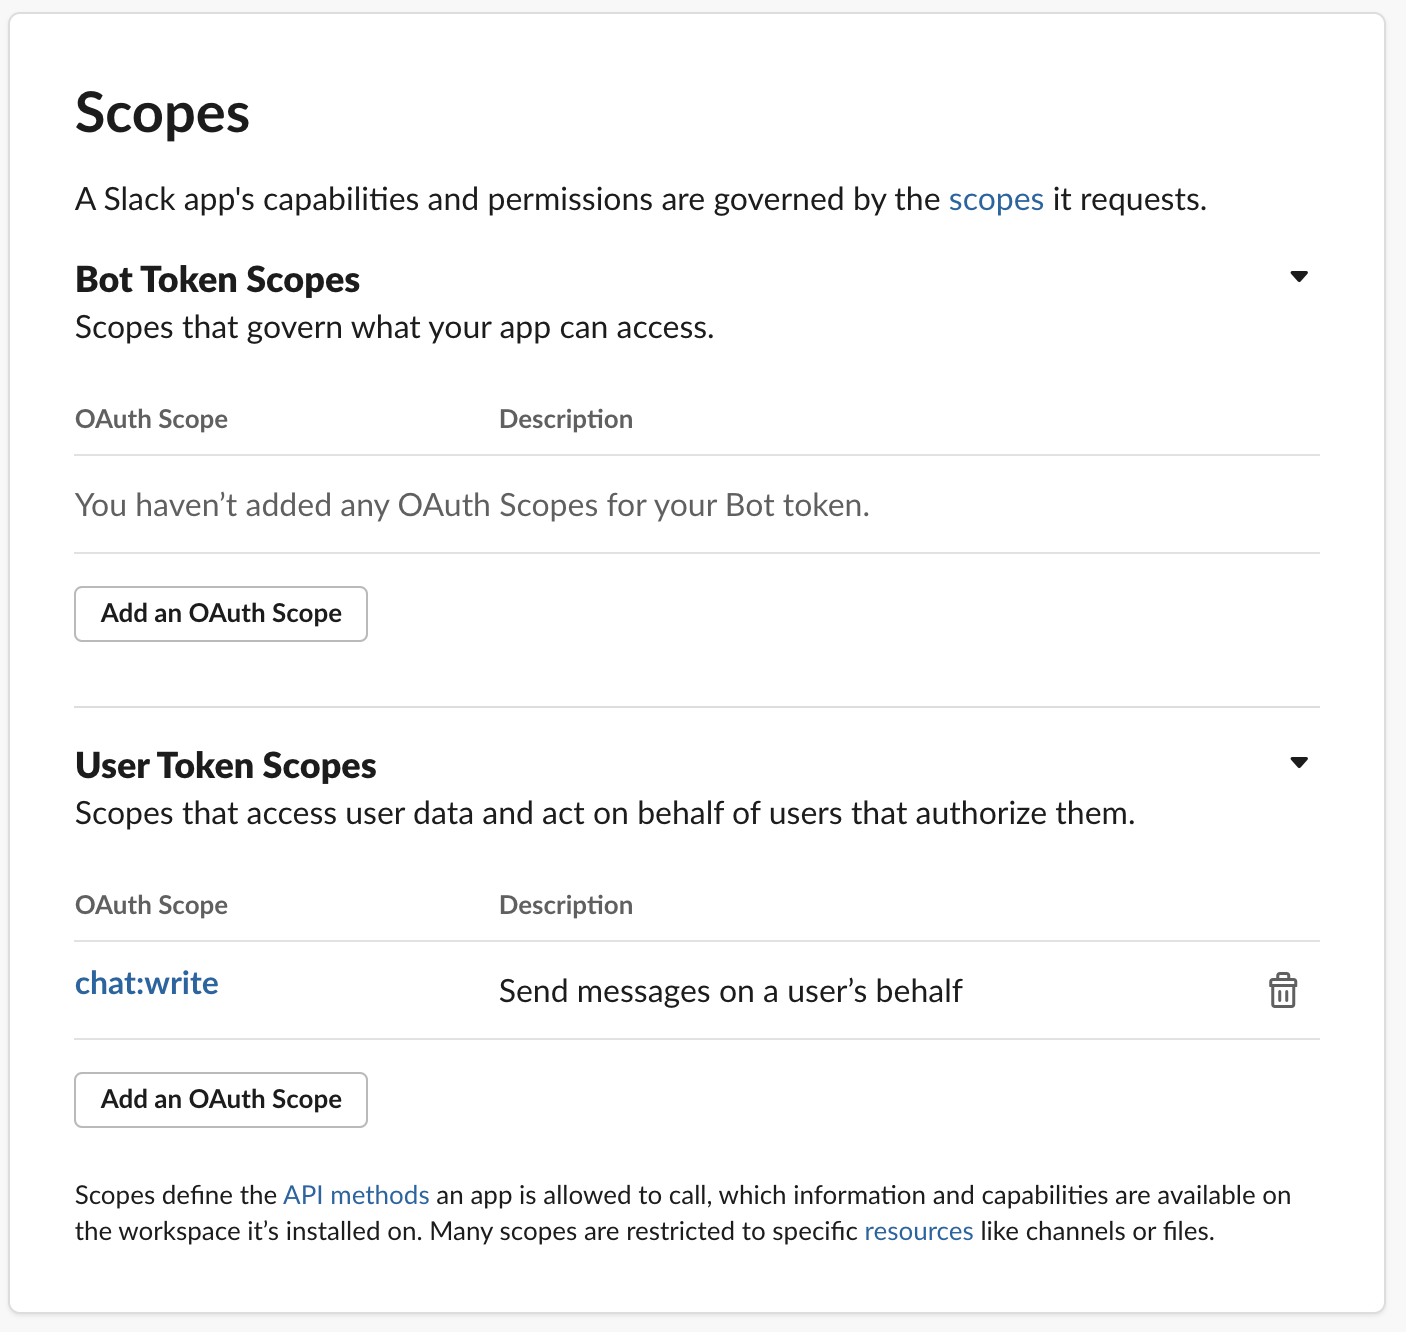 Scopes
A Slack app's capabilities and permissions are governed by the scopes it requests.
Bot Token Scopes
Scopes that govern what your app can access.
OAuth Scope Description
You haven’t added any OAuth Scopes for your Bot token.
Add an OAuth Scope
User Token Scopes
Scopes that access user data and act on behalf of users that authorize them.
OAuth Scope Description
chat:write Send messages on a user’s behalf
Add an OAuth Scope
Scopes define the API methods an app is allowed to call, which information and capabilities are available on
the workspace it’s installed on. Many scopes are restricted to specific resources like channels or files.